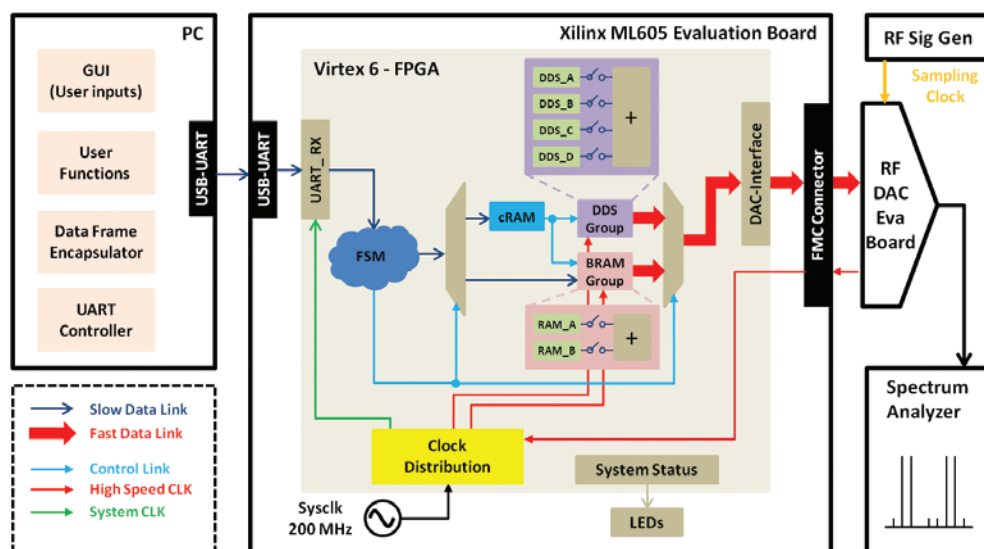 PC
GUI
(User inputs)
User
Functions
Data Frame
Encapsulator
UART
Controller
USB-UART
Slow Data Link
Fast Data Link
Control Link
High Speed CLK
System CLK
Xilinx ML605 Evaluation Board
USB-UART
Virtex 6 - FPGA
UART_RX
FSM
cRAM
DDS_A
DDS_B
DDS_C
DDS_D
+
DDS
Group
BRAM
Group
RAM_A
RAM_B
+
DAC-Interface
Clock
Distribution
Sysclk
200 MHz
System Status
LEDs
FMC Connector
RF Sig Gen
Sampling
Clock
RF
DAC
Eva
Board
Spectrum
Analyzer